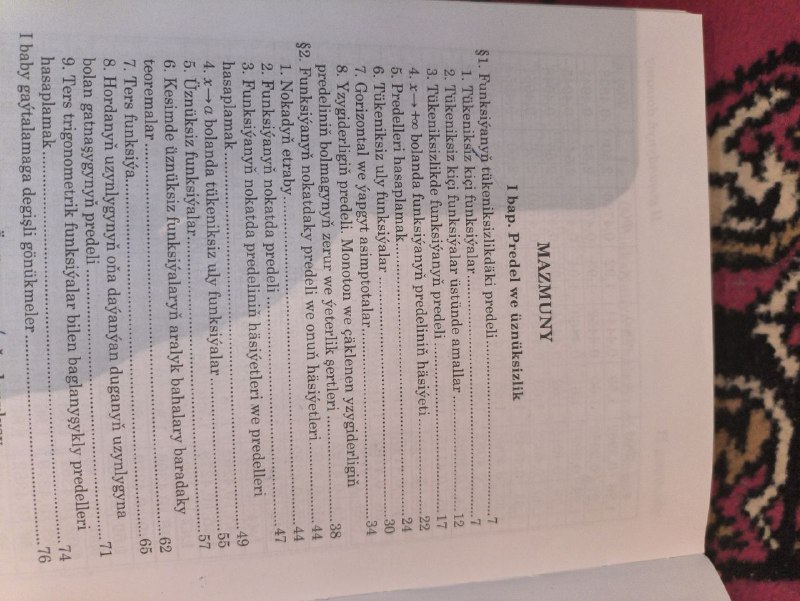 MAZMUNY
I bap. Predel we üznüksizlik
§1. Funksiýanyň tükeniksizlikdäki predeli........7
1. Tükeniksiz kiçi funksiýalar........7
2. Tükeniksiz kiçi funksiýalar üstünde amallar........12
3. Tükeniksizlikde funksiýanyň predeli........17
4. x→+∞ bolanda funksiýanyň predeliniň häsiýeti........22
5. Predelleri hasaplamak........24
6. Tükeniksiz uly funksiýalar........30
7. Gorizontal we ýapgyt asimptotalar........34
8. Yzygiderligiň predeli. Monoton we çäklenen yzygiderligiň
predeliniň bolmagynyň zerur we ýeterlik şertleri........38
§2. Funksiýanyň nokatdaky predeli we onuň häsiýetleri........44
1. Nokadyň etraby........44
2. Funksiýanyň nokatda predeli........47
3. Funksiýanyň nokatda predeliniň häsiýetleri we predelleri
hasaplamak........49
4. x→a bolanda tükeniksiz uly funksiýalar........55
5. Üznüksiz funksiýalar........57
6. Kesimde üznüksiz funksiýalaryň aralyk bahalary baradaky
teoremalar........62
7. Ters funksiýa........65
8. Hordanyň uzynlygynyň oňa daýanýan duganyň uzynlygyna
bolan gatnaşygynyň predeli........71
9. Ters trigonometrik funksiýalar bilen baglanyşykly predelleri
hasaplamak........74
I baby gaýtalamaga degişli gönükmeler........76